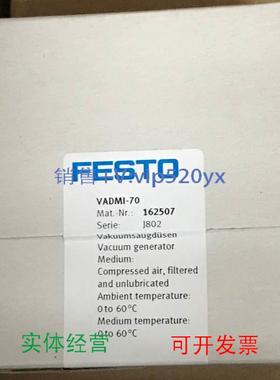 FESTO
销售TV:vip520yx
VADMI-70
Mat.-Nr.: 162507
Serie: J802
Vakuumsaugdüsen
Vacuum generator
Medium:
Compressed air, filtered
and unlubricated
Ambient temperature:
0 to 60°C
Medium temperature:
0 to 60°C
实体经营 可开发票